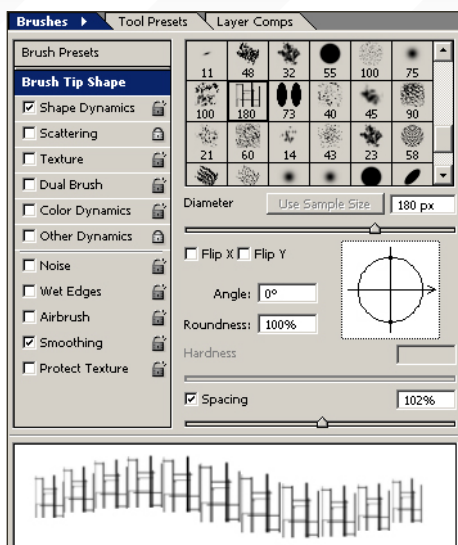 Brushes Tool Presets Layer Comps
Brush Presets
Brush Tip Shape
Shape Dynamics
Scattering
Texture
Dual Brush
Color Dynamics
Other Dynamics
Noise
Wet Edges
Airbrush
Smoothing
Protect Texture
11 48 32 55 100 75
100 180 73 40 45 90
21 60 14 43 23 58
Diameter Use Sample Size 180 px
Flip X Flip Y
Angle: 0º
Roundness: 100%
Hardness
Spacing 102%